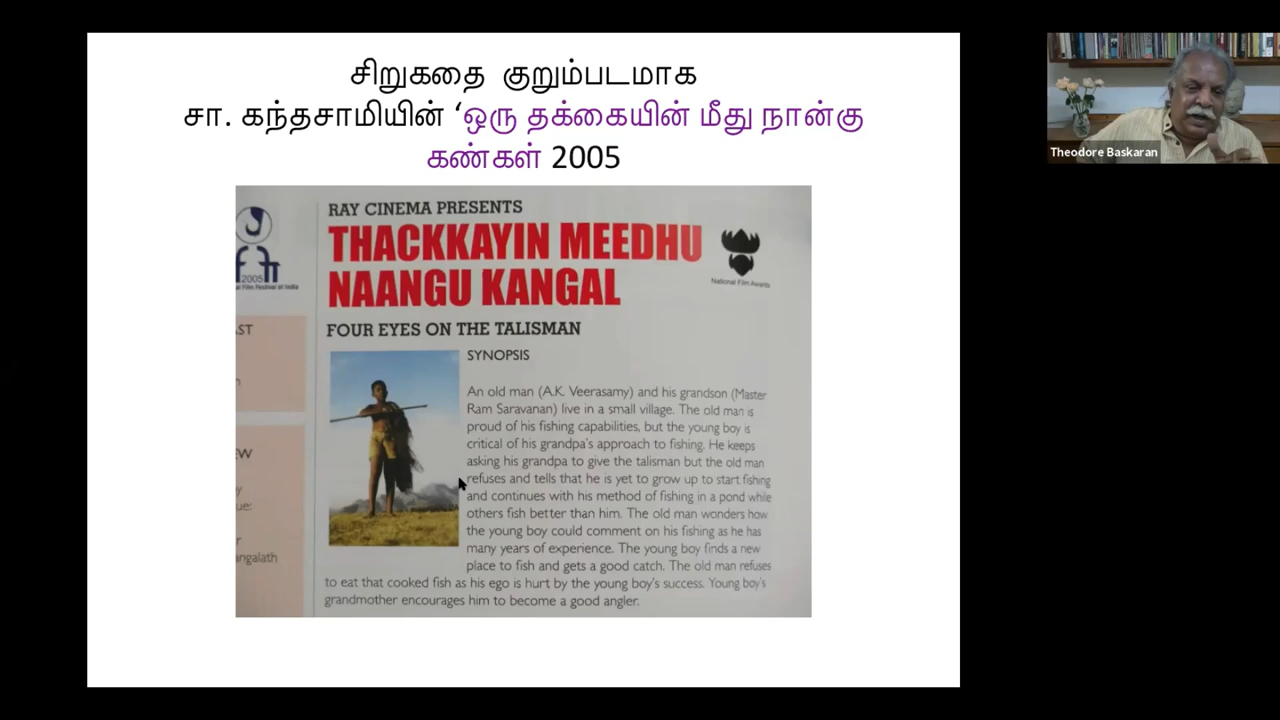 சிறுகதை குறும்படமாக
சா. கந்தசாமியின் ‘ஒரு தக்கையின் மீது நான்கு
கண்கள் 2005
Theodore Baskaran
RAY CINEMA PRESENTS
THACKKAYIN MEEDHU
NAANGU KANGAL
National Film Awards
2005
Film Festival of India
FOUR EYES ON THE TALISMAN
SYNOPSIS
An old man (A.K. Veerasamy) and his grandson (Master
Ram Saravanan) live in a small village. The old man is
proud of his fishing capabilities, but the young boy is
critical of his grandpa's approach to fishing. He keeps
asking his grandpa to give the talisman but the old man
refuses and tells that he is yet to grow up to start fishing
and continues with his method of fishing in a pond while
others fish better than him. The old man wonders how
the young boy could comment on his fishing as he has
many years of experience. The young boy finds a new
place to fish and gets a good catch. The old man refuses
to eat that cooked fish as his ego is hurt by the young boy's success. Young boy's
grandmother encourages him to become a good angler.